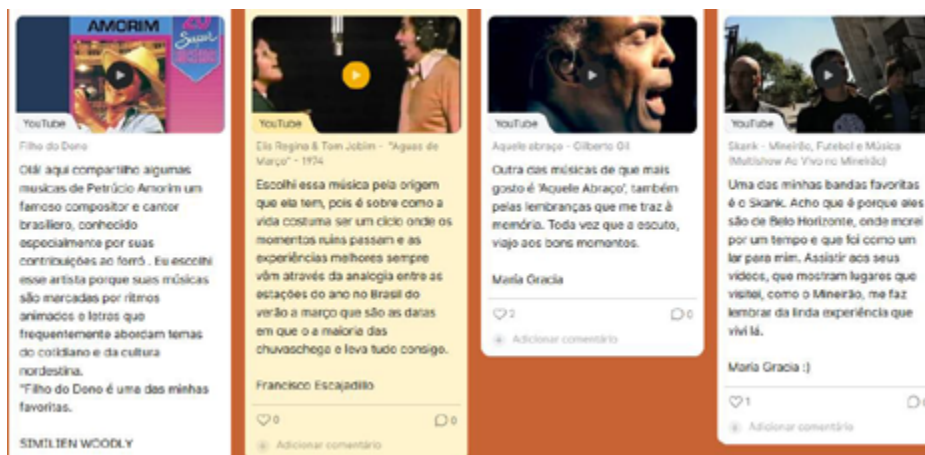 AMORIM
20
Super
YouTube
Filho do Dono
Olá! aqui compartilho algumas
musicas de Petrúcio Amorim um
famoso compositor e cantor
brasiliero, conhecido
especialmente por suas
contribuições ao forró . Eu escolhi
esse artista porque suas músicas
são marcadas por ritmos
animados e letras que
frequentemente abordam temas
do cotidiano e da cultura
nordestina.
"Filho do Dono é uma das minhas
favoritas.
SIMILIEN WOODLY
YouTube
Elis Regina & Tom Jobim - "Aguas de
Março" - 1974
Escolhi essa música pela origem
que ela tem, pois é sobre como a
vida costuma ser um ciclo onde os
momentos ruins passam e as
experiências melhores sempre
vêm através da analogia entre as
estações do ano no Brasil do
verão a março que são as datas
em que o a maioria das
chuvaschega e leva tudo consigo.
Francisco Escajadillo
0
0
Adicionar comentário
YouTube
Aquele abraço - Gilberto Gil
Outra das músicas de que mais
gosto é 'Aquele Abraço', também
pelas lembranças que me traz à
memória. Toda vez que a escuto,
viajo aos bons momentos.
Maria Gracia
2
0
Adicionar comentário
YouTube
Skank - Mineirão, Futebol e Música
(Multishow Ao Vivo no Mineirão)
Uma das minhas bandas favoritas
é o Skank. Acho que é porque eles
são de Belo Horizonte, onde morei
por um tempo e que foi como um
lar para mim. Assistir aos seus
vídeos, que mostram lugares que
visitei, como o Mineirão, me faz
lembrar da linda experiência que
vivi lá.
Maria Gracia :)
1
Adicionar comentário